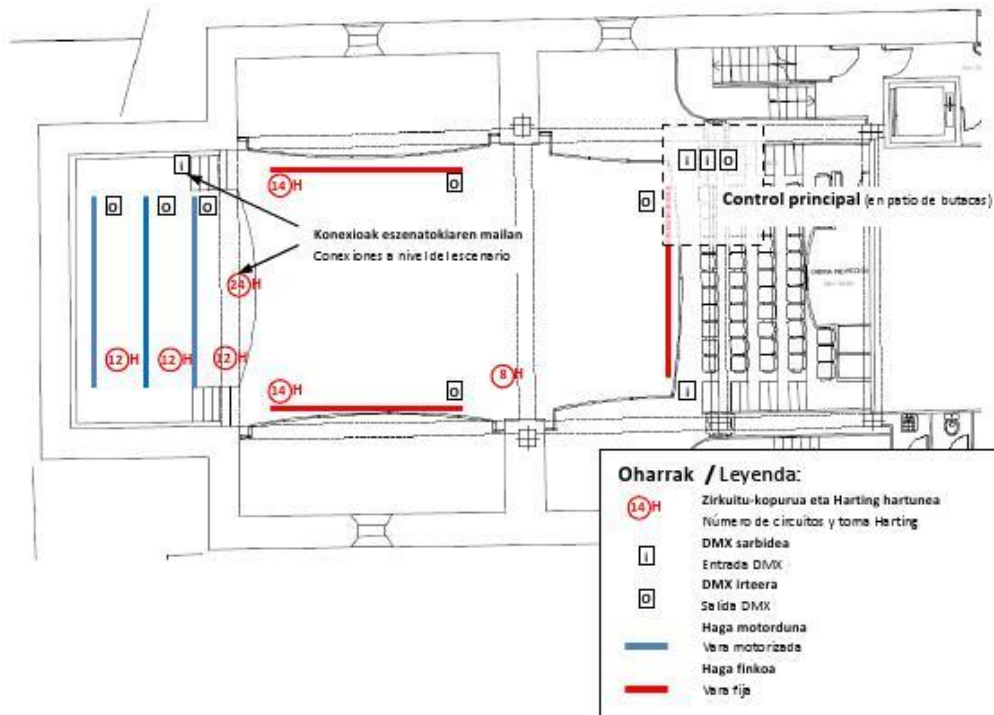 i i O
i
14 H
O
O O O
O
Control principal (en patio de butacas)
Konexioak eszenatokiaren mailan
Conexiones a nivel del escenario
24 H
12 H 12 H 12 H
8 H
14 H
O
i
Oharrak / Leyenda:
14 H
Zirkuitu-kopurua eta Harting hartunea
Número de circuitos y toma Harting
i
DMX sarbidea
Entrada DMX
O
DMX irteera
Salida DMX
Haga motorduna
Vara motorizada
Haga finkoa
Vara fija